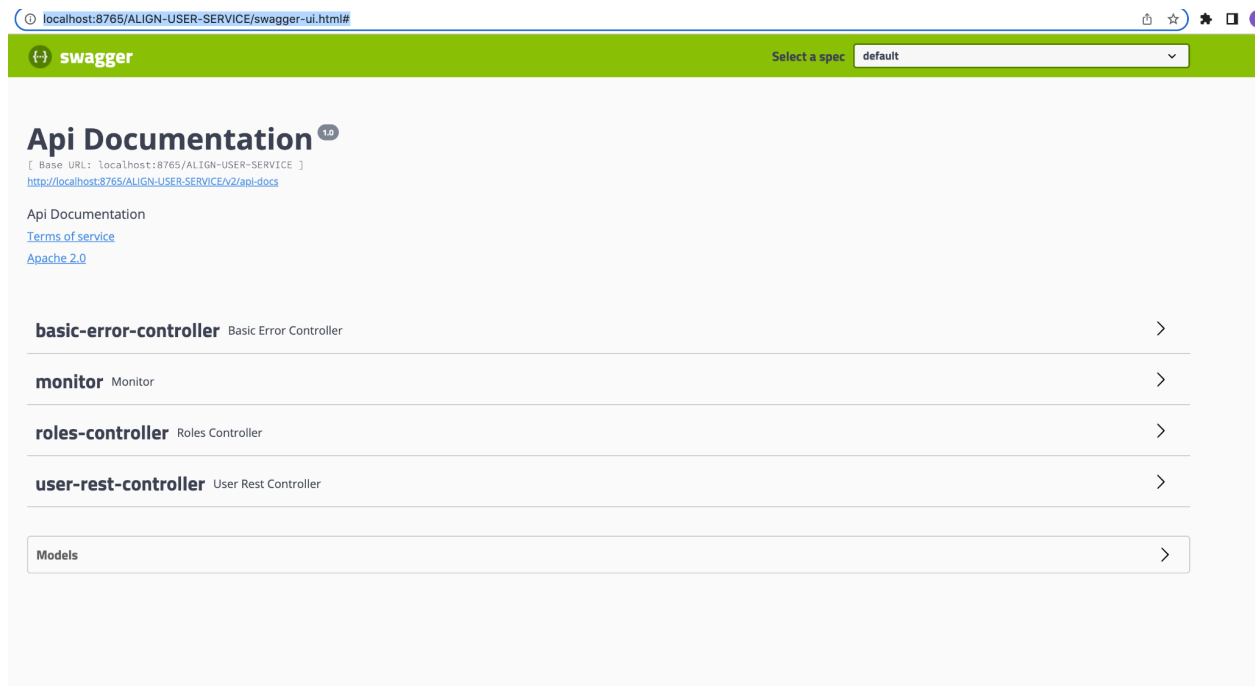 localhost:8765/ALIGN-USER-SERVICE/swagger-ui.html#
swagger
Select a spec default
Api Documentation 1.0
[ Base URL: localhost:8765/ALIGN-USER-SERVICE ]
http://localhost:8765/ALIGN-USER-SERVICE/v2/api-docs
Api Documentation
Terms of service
Apache 2.0
basic-error-controller Basic Error Controller
monitor Monitor
roles-controller Roles Controller
user-rest-controller User Rest Controller
Models